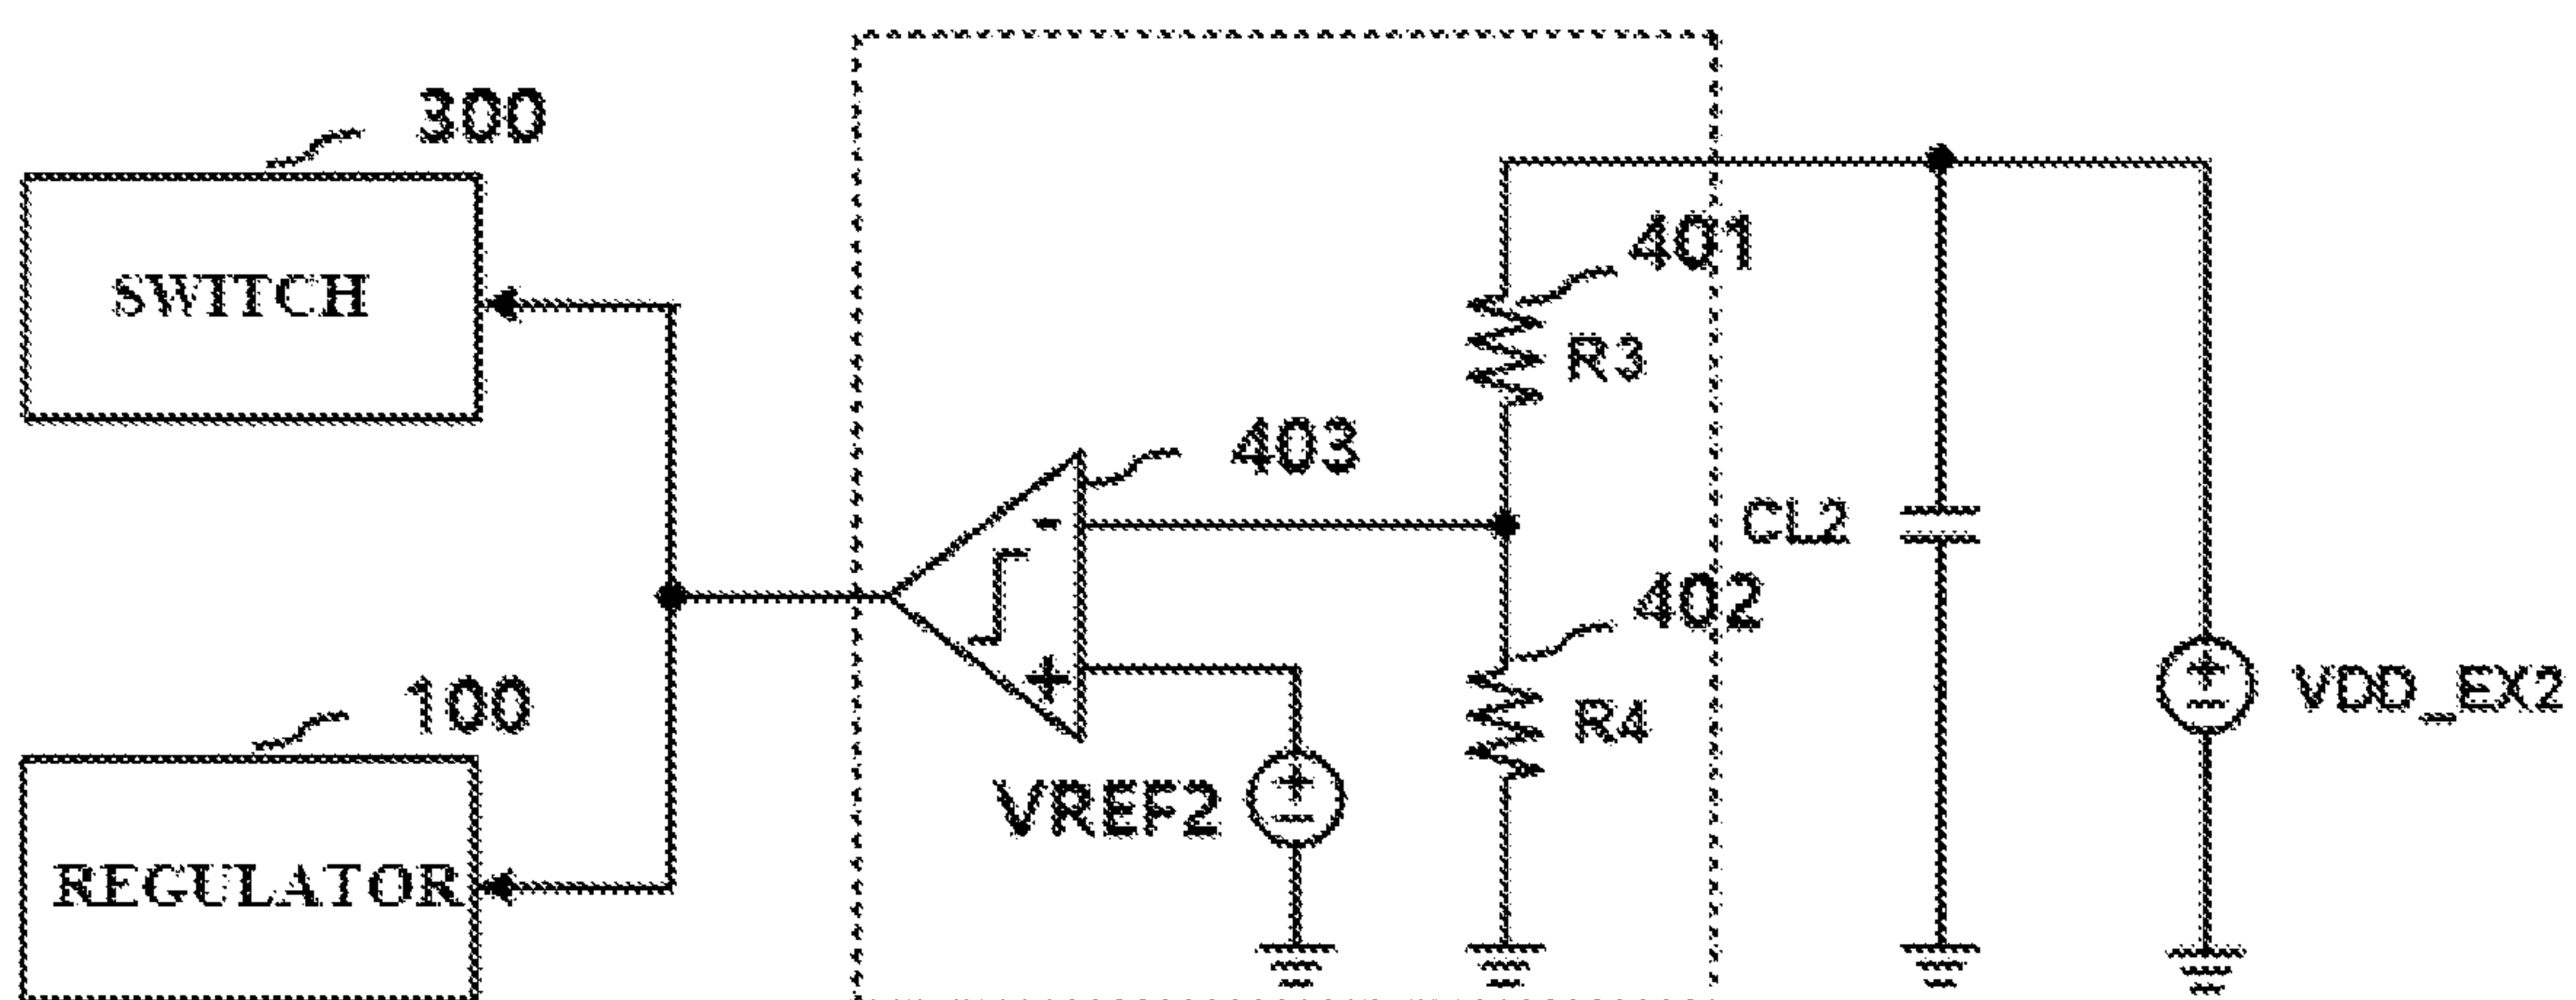 300
SWITCH
401
R3
403
CL2
402
100
R4
VDD_EX2
VREF2
REGULATOR